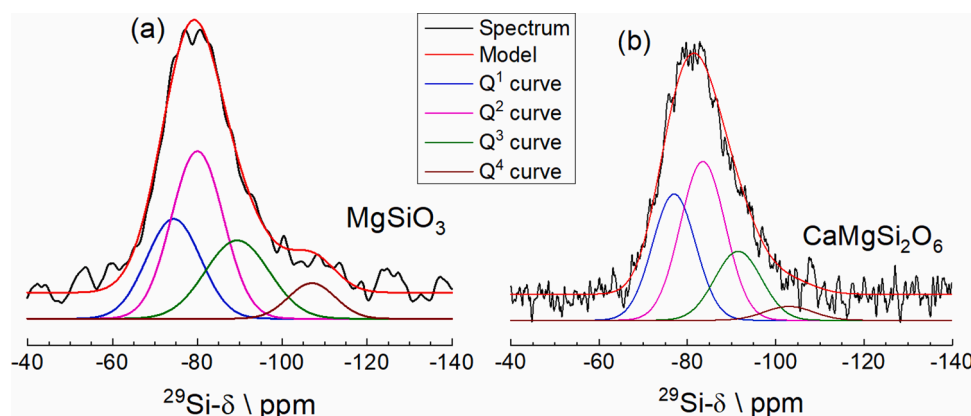 (a)
MgSiO₃
-40 -60 -80 -100 -120 -140
²⁹Si-δ \ ppm
Spectrum
Model
Q¹ curve
Q² curve
Q³ curve
Q⁴ curve
(b)
CaMgSi₂O₆
-40 -60 -80 -100 -120 -140
²⁹Si-δ \ ppm